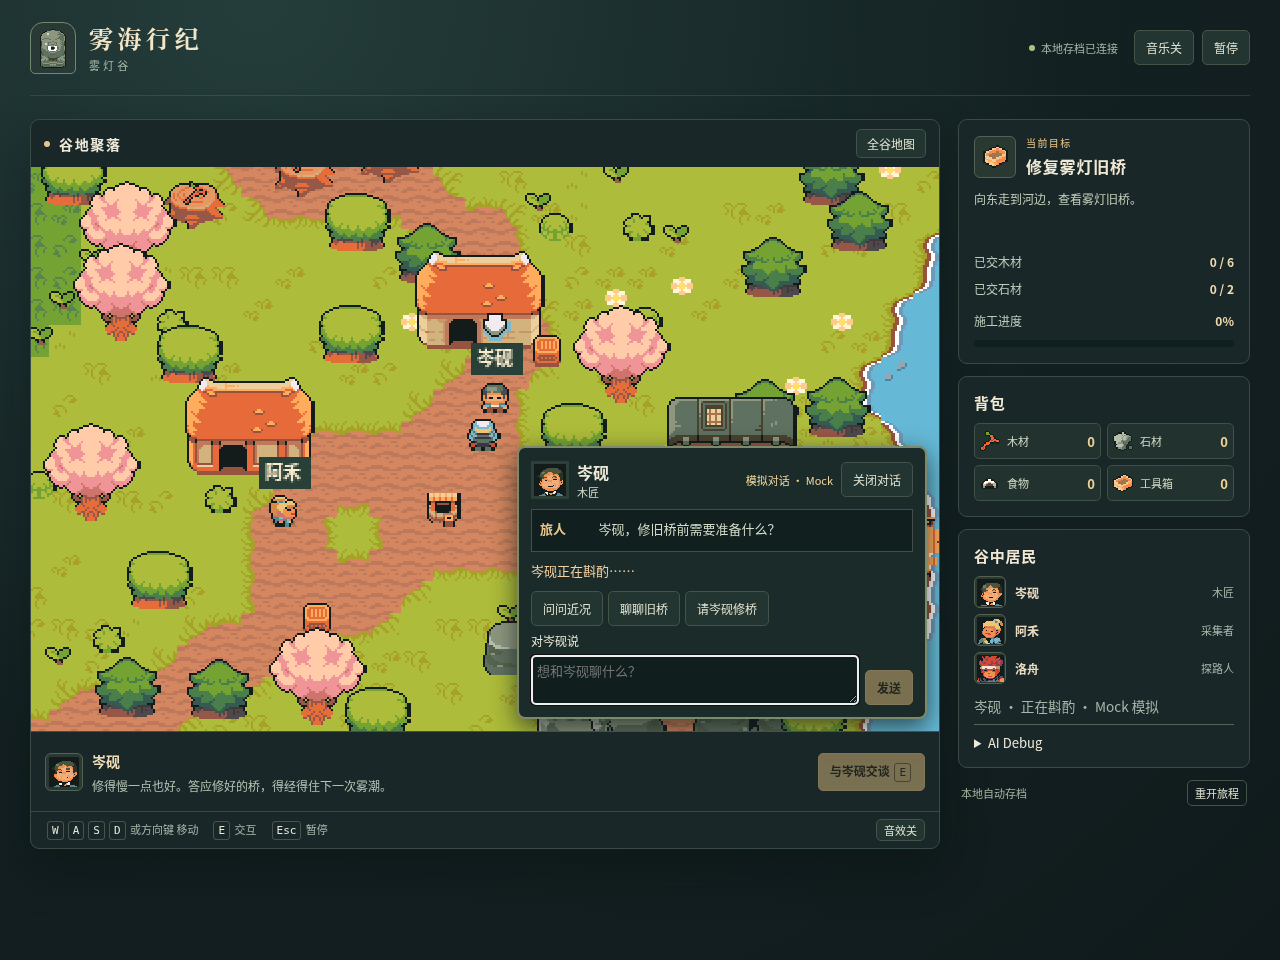 雾海行纪
雾灯谷
本地存档已连接
音乐关
暂停
谷地聚落
全谷地图
岑砚
阿禾
岑砚
木匠
模拟对话 · Mock
关闭对话
旅人 岑砚，修旧桥前需要准备什么？
岑砚正在斟酌……
问问近况
聊聊旧桥
请岑砚修桥
对岑砚说
想和岑砚聊什么？
发送
岑砚
修得慢一点也好。答应修好的桥，得经得住下一次雾潮。
与岑砚交谈 E
W A S D 或方向键 移动 E 交互 Esc 暂停
音效关
当前目标
修复雾灯旧桥
向东走到河边，查看雾灯旧桥。
已交木材 0 / 6
已交石材 0 / 2
施工进度 0%
背包
木材 0
石材 0
食物 0
工具箱 0
谷中居民
岑砚 木匠
阿禾 采集者
洛舟 探路人
岑砚 · 正在斟酌 · Mock 模拟
AI Debug
本地自动存档
重开旅程